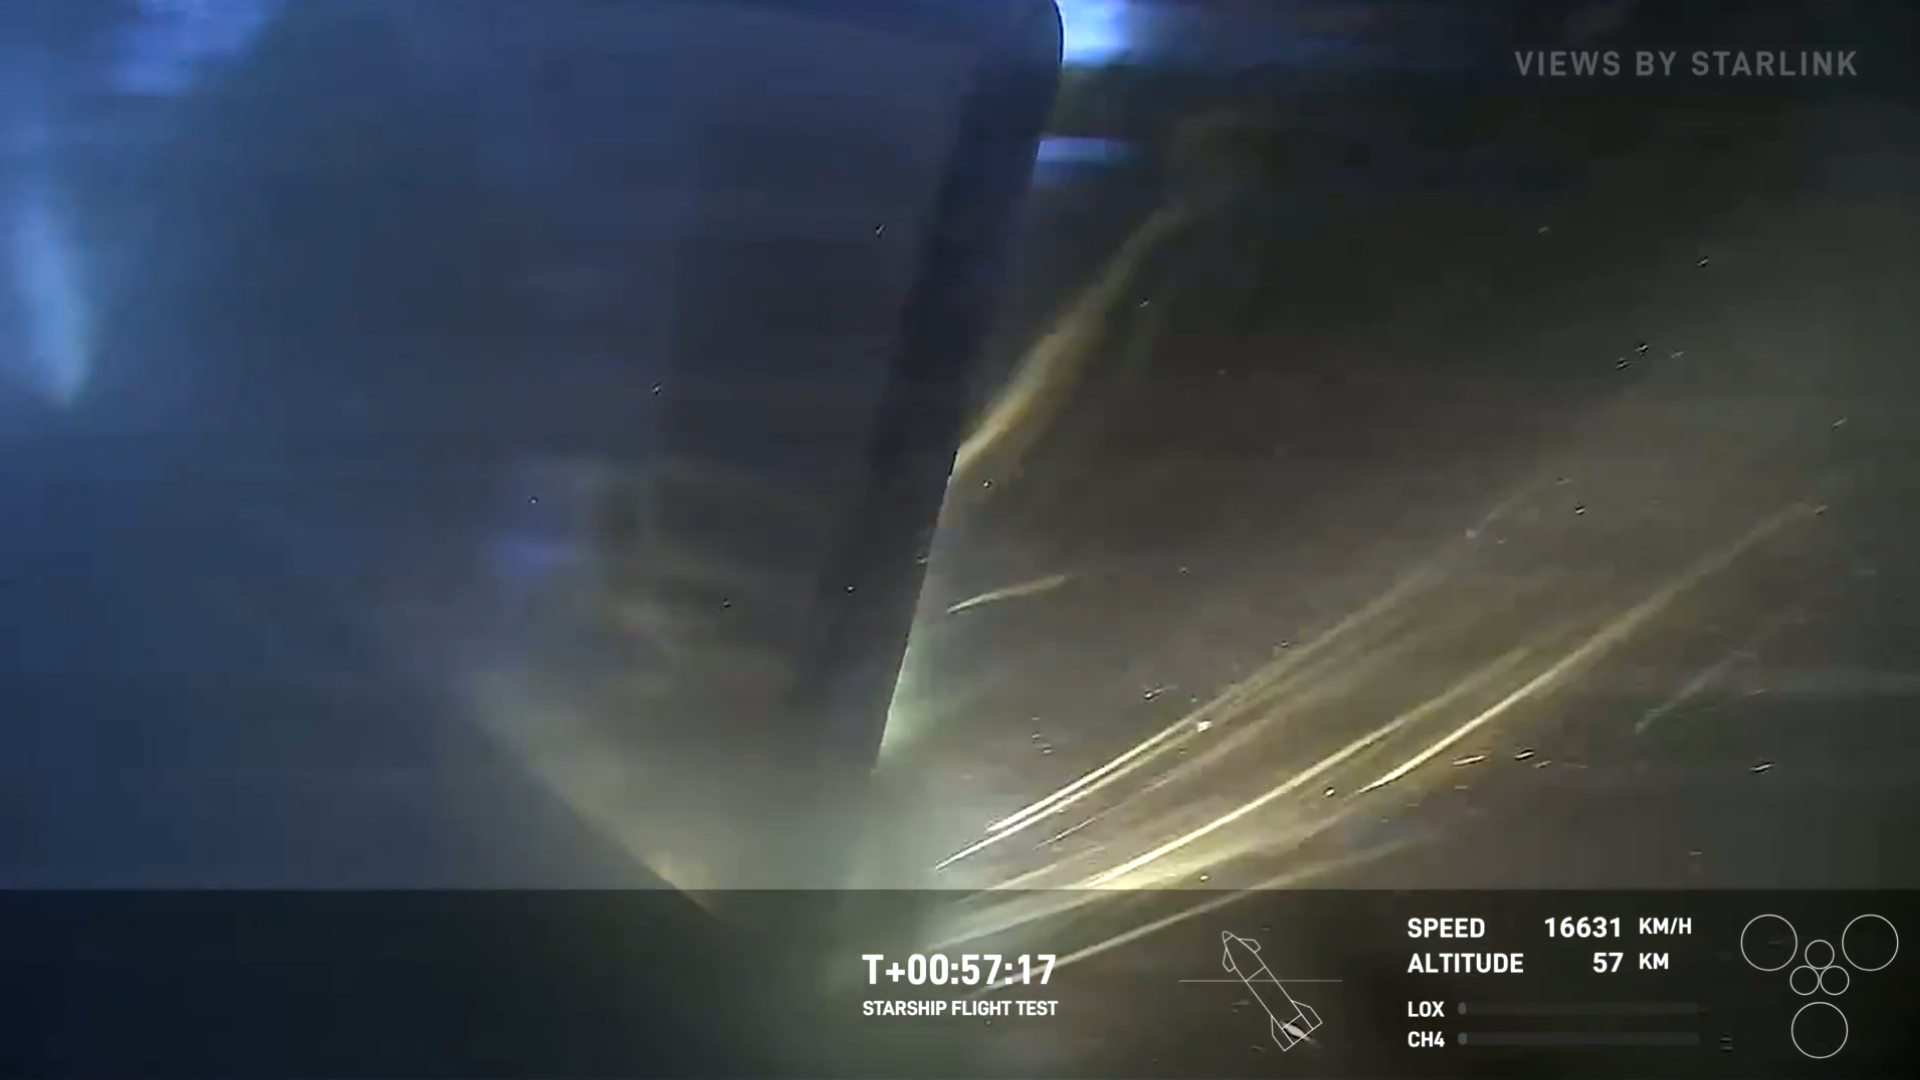 VIEWS BY STARLINK
T+00:57:17
STARSHIP FLIGHT TEST
SPEED 16631 KM/H
ALTITUDE 57 KM
LOX
CH4